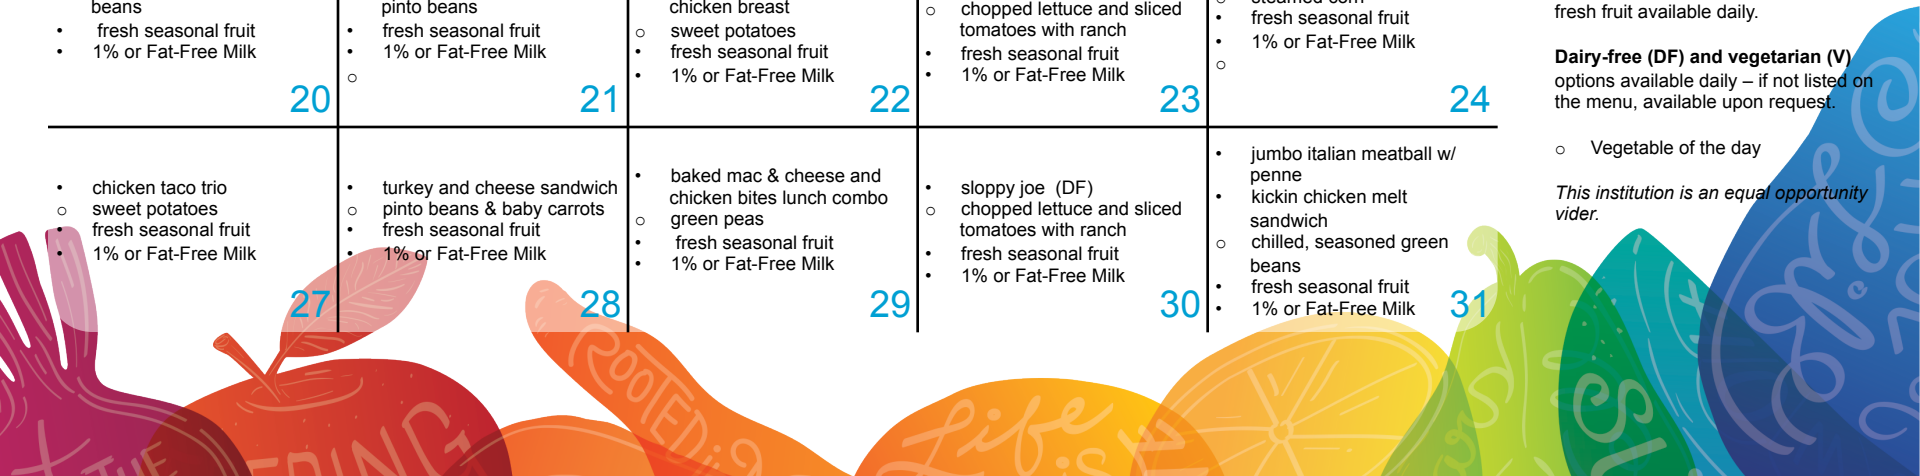 beans
• fresh seasonal fruit
• 1% or Fat-Free Milk
20
pinto beans
• fresh seasonal fruit
• 1% or Fat-Free Milk
○
21
chicken breast
○ sweet potatoes
• fresh seasonal fruit
• 1% or Fat-Free Milk
22
○ chopped lettuce and sliced
tomatoes with ranch
• fresh seasonal fruit
• 1% or Fat-Free Milk
23
• fresh seasonal fruit
• 1% or Fat-Free Milk
○
24
• chicken taco trio
○ sweet potatoes
• fresh seasonal fruit
• 1% or Fat-Free Milk
27
• turkey and cheese sandwich
○ pinto beans & baby carrots
• fresh seasonal fruit
• 1% or Fat-Free Milk
28
• baked mac & cheese and
chicken bites lunch combo
○ green peas
• fresh seasonal fruit
• 1% or Fat-Free Milk
29
• sloppy joe (DF)
○ chopped lettuce and sliced
tomatoes with ranch
• fresh seasonal fruit
• 1% or Fat-Free Milk
30
• jumbo italian meatball w/
penne
• kickin chicken melt
sandwich
○ chilled, seasoned green
beans
• fresh seasonal fruit
• 1% or Fat-Free Milk
31
fresh fruit available daily.
Dairy-free (DF) and vegetarian (V)
options available daily – if not listed on
the menu, available upon request.
○ Vegetable of the day
This institution is an equal opportunity
vider.
THE
ROOTED in
Life
is